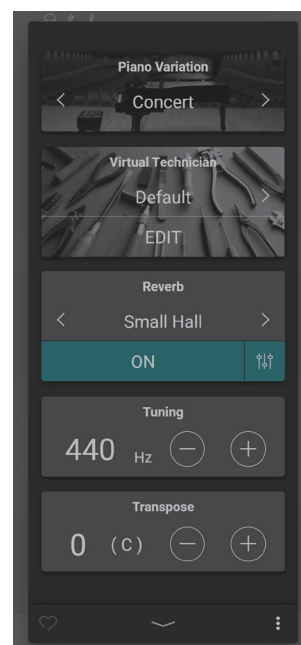 Piano Variation
Concert
Virtual Technician
Default
EDIT
Reverb
Small Hall
ON
Tuning
440 Hz
Transpose
0 (C)